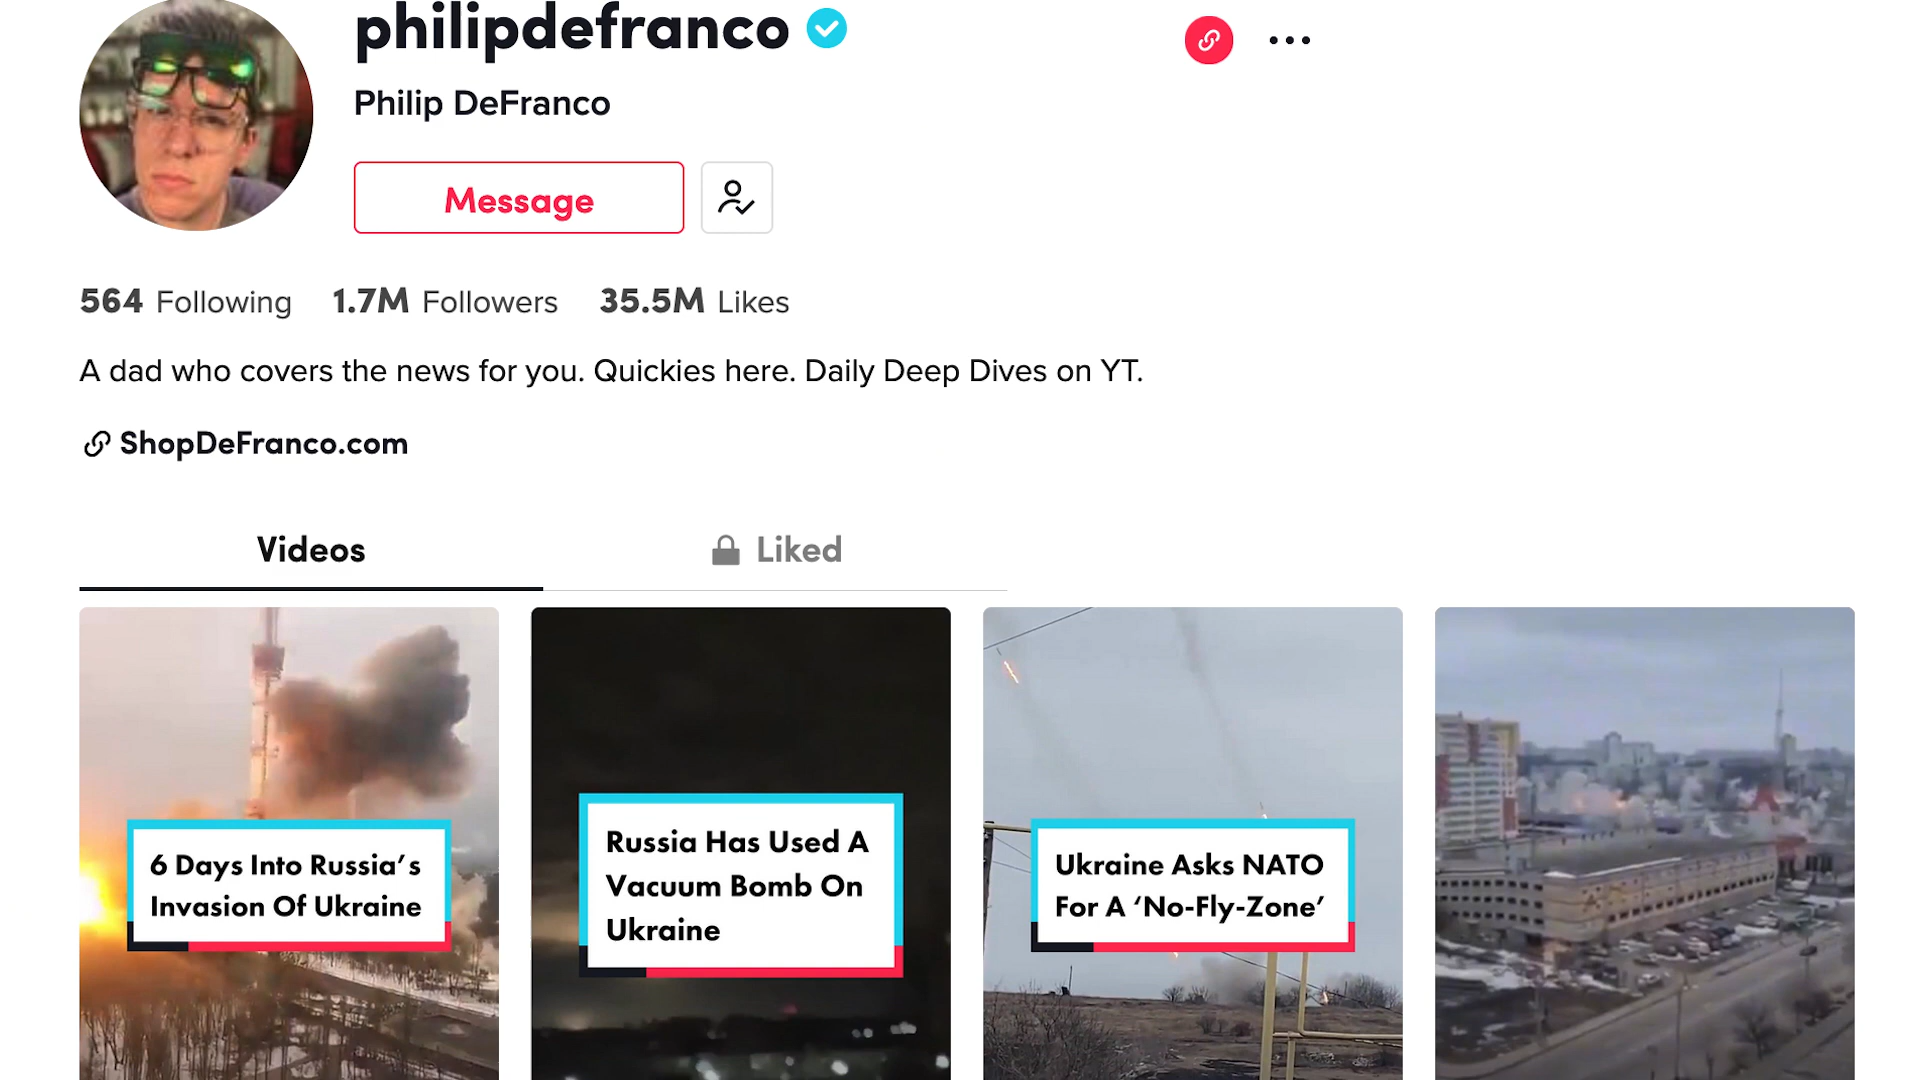 philipdefranco
Philip DeFranco
Message
564 Following 1.7M Followers 35.5M Likes
A dad who covers the news for you. Quickies here. Daily Deep Dives on YT.
ShopDeFranco.com
Videos Liked
6 Days Into Russia’s
Invasion Of Ukraine
Russia Has Used A
Vacuum Bomb On
Ukraine
Ukraine Asks NATO
For A ‘No-Fly-Zone’